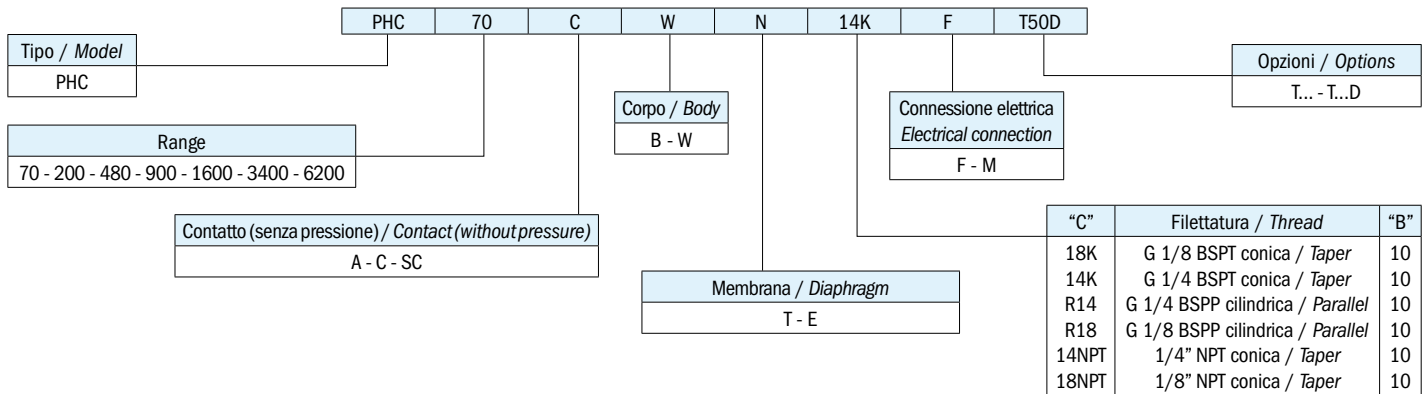 PHC 70 C W N 14K F T50D
Tipo / Model
PHC
Opzioni / Options
T... - T...D
Corpo / Body
B - W
Connessione elettrica
Electrical connection
F - M
Range
70 - 200 - 480 - 900 - 1600 - 3400 - 6200
Contatto (senza pressione) / Contact (without pressure)
A - C - SC
Membrana / Diaphragm
T - E
“C” Filettatura / Thread “B”
18K G 1/8 BSPT conica / Taper 10
14K G 1/4 BSPT conica / Taper 10
R14 G 1/4 BSPP cilindrica / Parallel 10
R18 G 1/8 BSPP cilindrica / Parallel 10
14NPT 1/4” NPT conica / Taper 10
18NPT 1/8” NPT conica / Taper 10